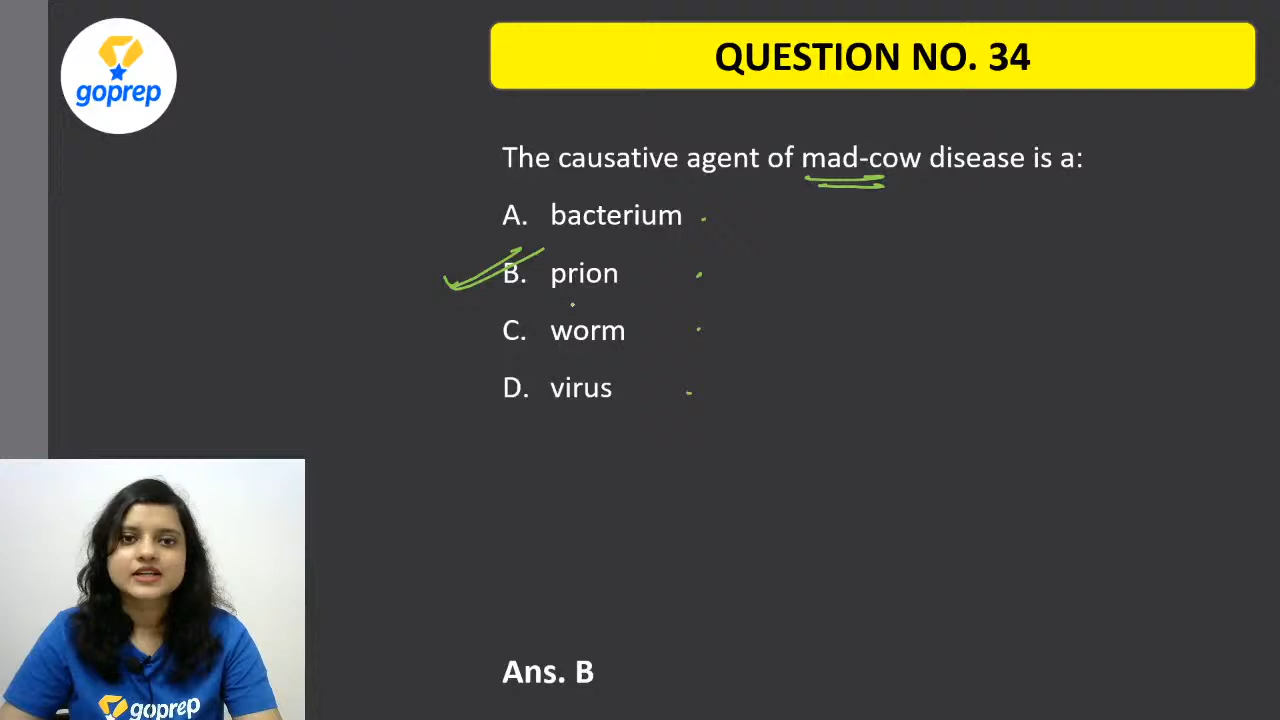 goprep
QUESTION NO. 34
The causative agent of mad-cow disease is a:
A. bacterium
B. prion
C. worm
D. virus
goprep
Ans. B